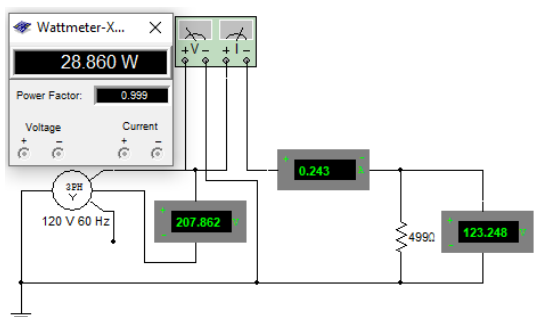 Wattmeter-X...
28.860 W
Power Factor: 0.999
Voltage Current
+ − + −
+ V − + I −
3PH
Y
120 V 60 Hz
+ −
0.243 A
+
207.862 V
−
499Ω
+
123.248 V
−